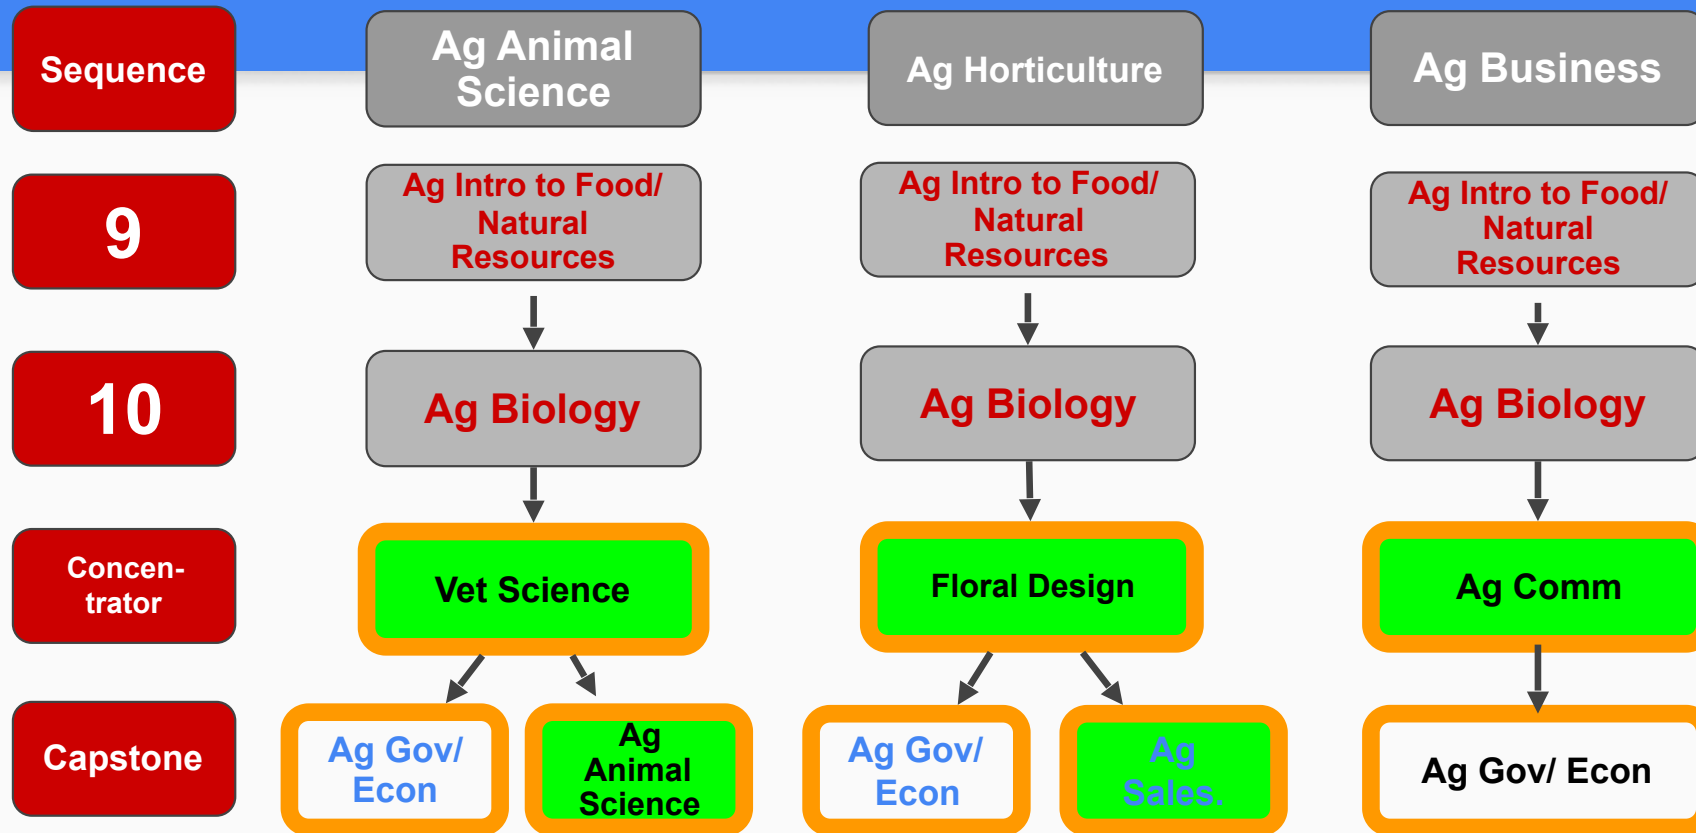 Sequence
Ag Animal
Science
Ag Horticulture
Ag Business
9
Ag Intro to Food/
Natural
Resources
Ag Intro to Food/
Natural
Resources
Ag Intro to Food/
Natural
Resources
10
Ag Biology
Ag Biology
Ag Biology
Concen-
trator
Vet Science
Floral Design
Ag Comm
Capstone
Ag Gov/
Econ
Ag
Animal
Science
Ag Gov/
Econ
Ag
Sales.
Ag Gov/ Econ